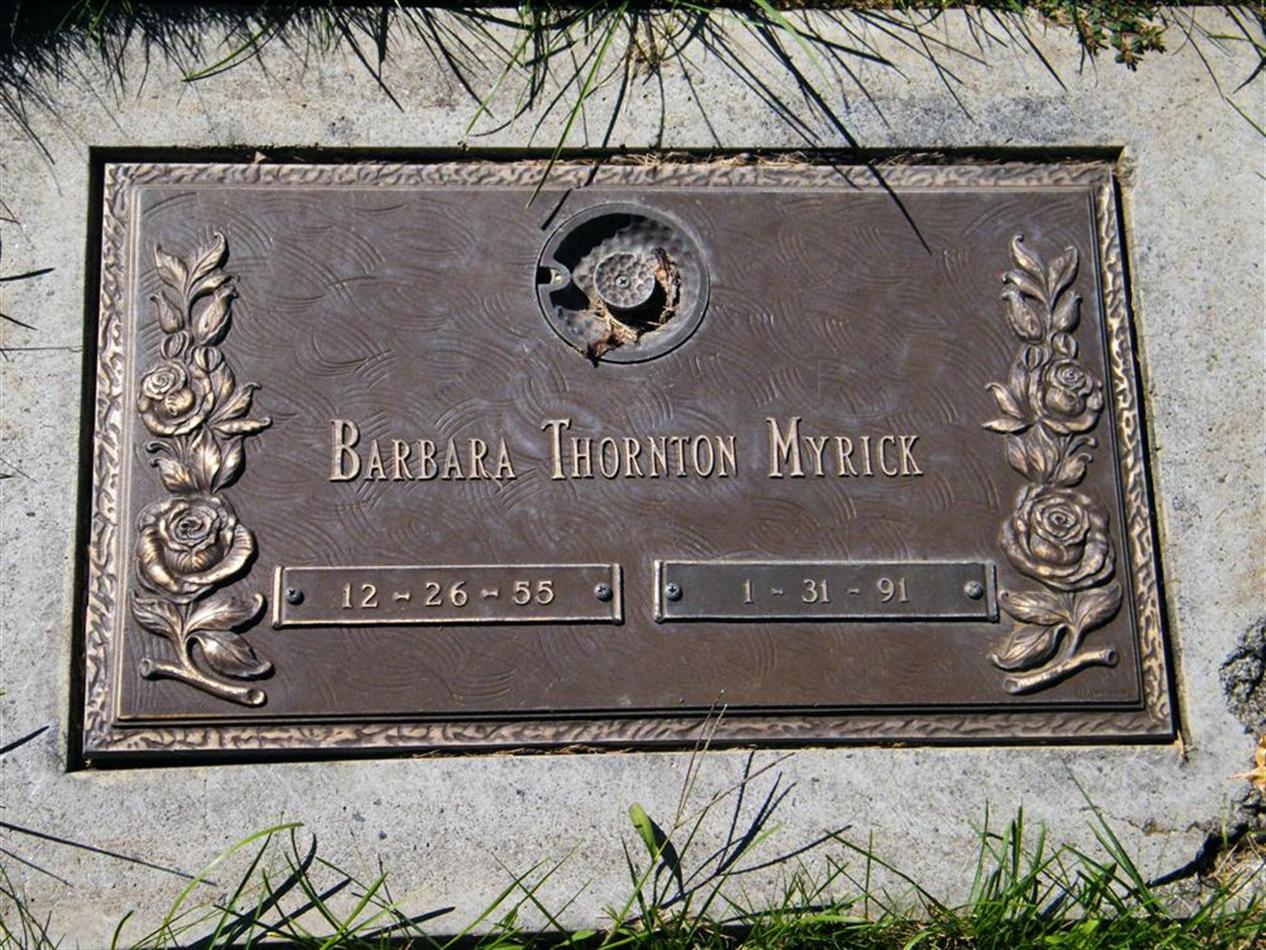 BARBARA THORNTON MYRICK
12 - 26 - 55 1 - 31 - 91